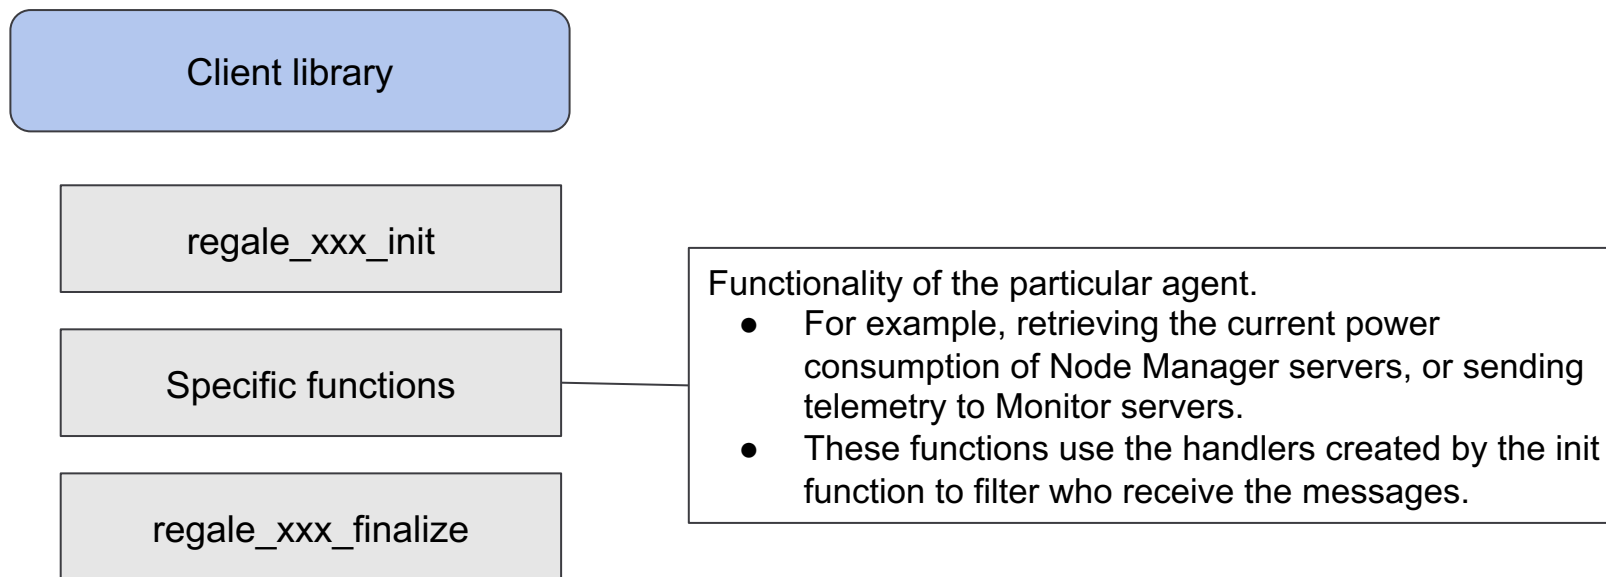 Client library
regale_xxx_init
Specific functions
regale_xxx_finalize
Functionality of the particular agent.
● For example, retrieving the current power
consumption of Node Manager servers, or sending
telemetry to Monitor servers.
● These functions use the handlers created by the init
function to filter who receive the messages.